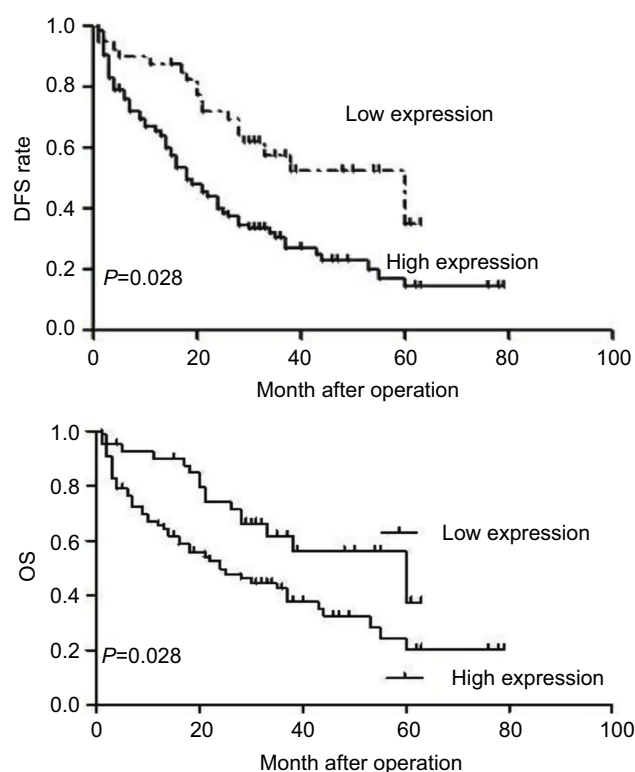 1.0
0.8
0.6
0.4
0.2
0.0
DFS rate
Low expression
High expression
P=0.028
0 20 40 60 80 100
Month after operation
1.0
0.8
0.6
0.4
0.2
0.0
OS
Low expression
P=0.028
High expression
0 20 40 60 80 100
Month after operation